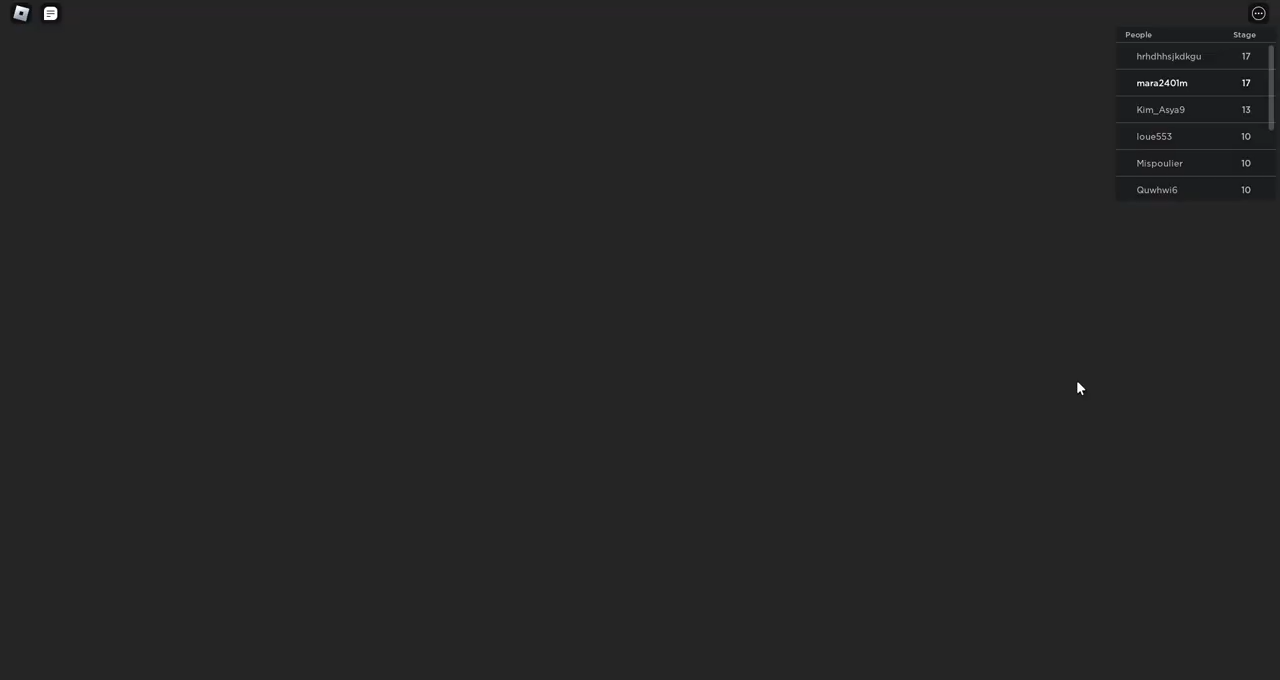 People Stage
hrhdhhsjkdkgu 17
mara2401m 17
Kim_Asya9 13
loue553 10
Mispoulier 10
Quwhwi6 10